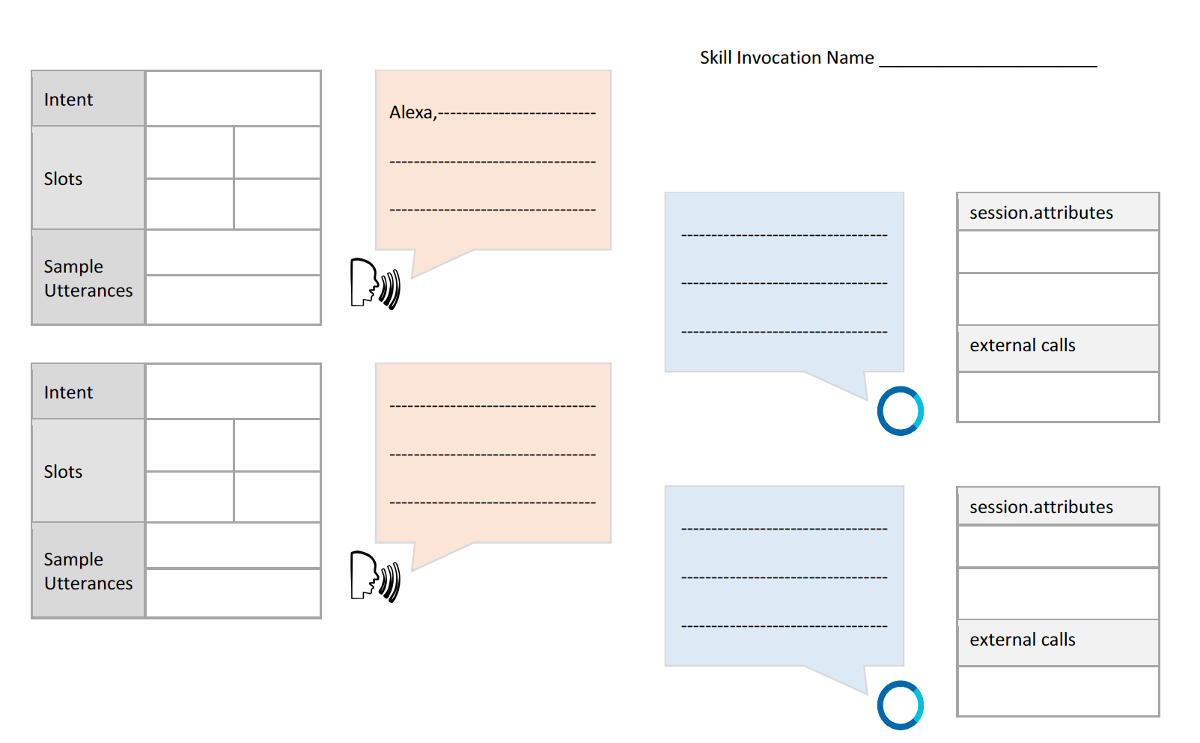 Skill Invocation Name ______________________
Intent
Slots
Sample
Utterances
Alexa,--------------------------
session.attributes
external calls
Intent
Slots
Sample
Utterances
session.attributes
external calls